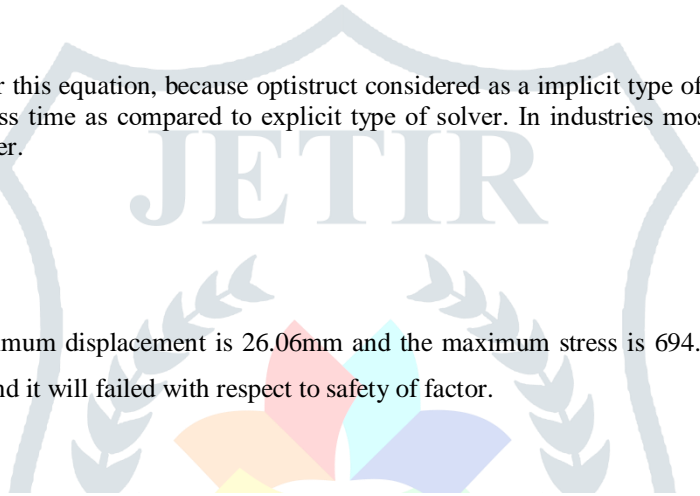 r this equation, because optistruct considered as a implicit type of
ss time as compared to explicit type of solver. In industries mos
er.
JETIR
imum displacement is 26.06mm and the maximum stress is 694.
nd it will failed with respect to safety of factor.